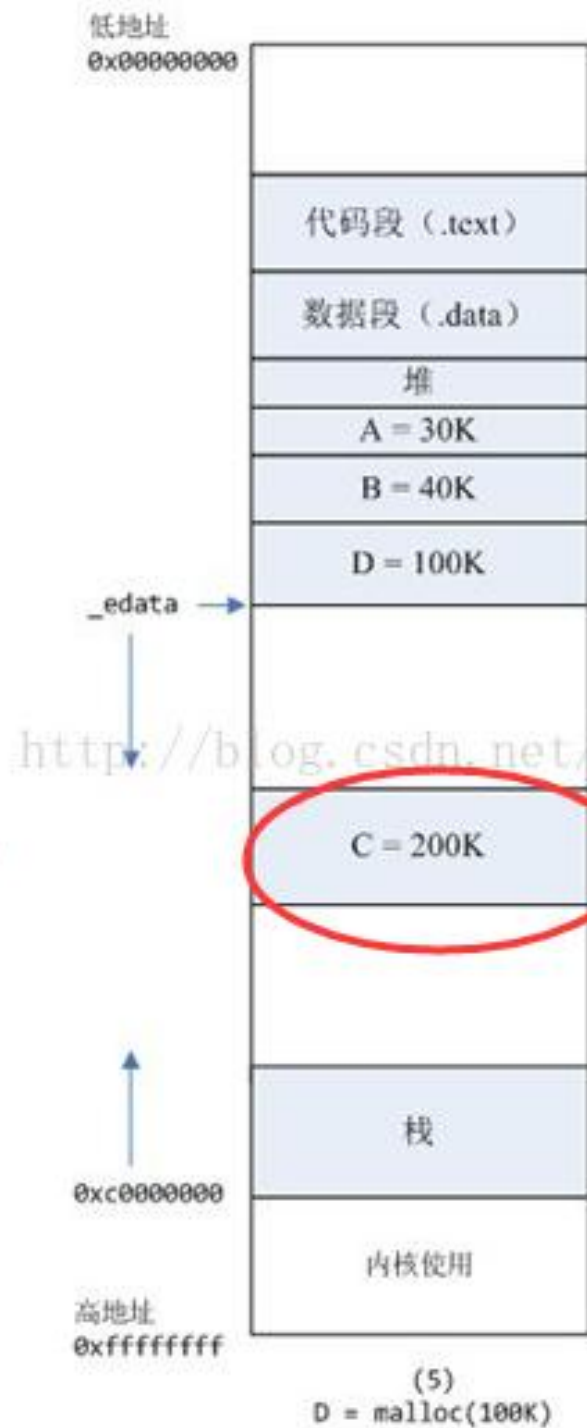 低地址
0x00000000
代码段（.text）
数据段（.data）
堆
A = 30K
B = 40K
D = 100K
_edata
http://blog.csdn.net/
C = 200K
栈
0xc0000000
内核使用
高地址
0xffffffff
(5)
D = malloc(100K)